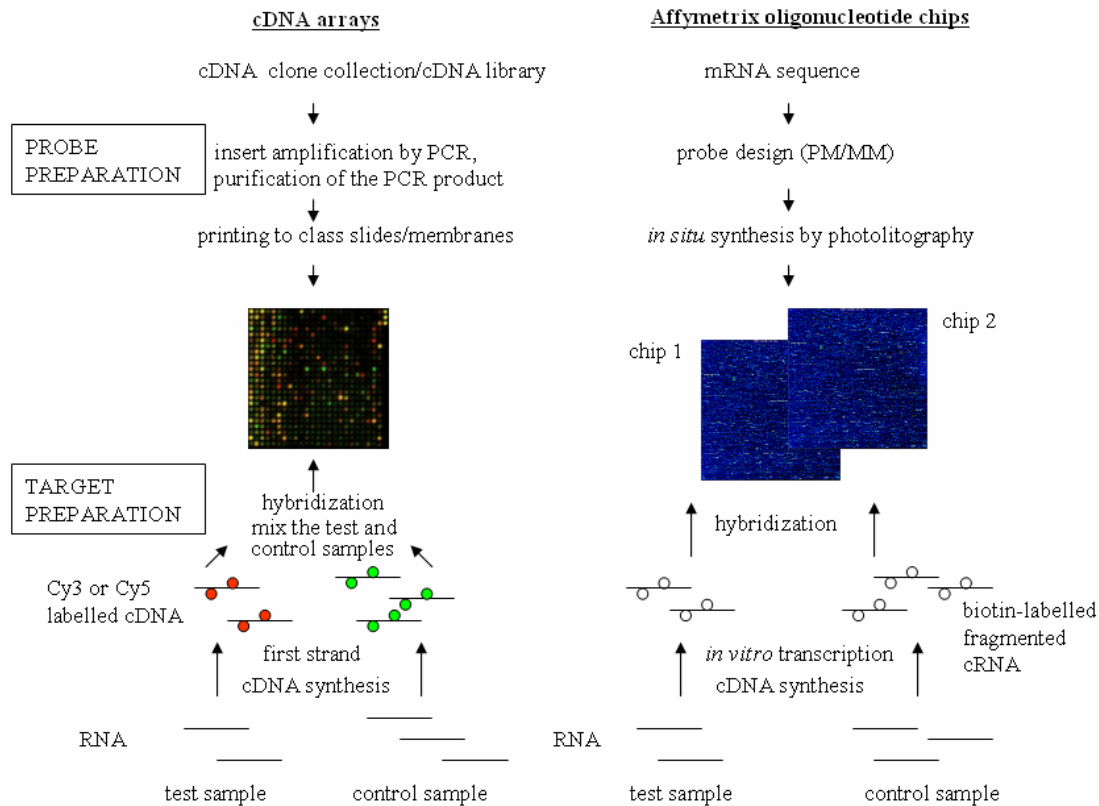 cDNA arrays
cDNA clone collection/cDNA library
PROBE
PREPARATION
insert amplification by PCR,
purification of the PCR product
printing to class slides/membranes
TARGET
PREPARATION
hybridization
mix the test and
control samples
Cy3 or Cy5
labelled cDNA
first strand
cDNA synthesis
RNA
test sample
control sample
Affymetrix oligonucleotide chips
mRNA sequence
probe design (PM/MM)
in situ synthesis by photolitography
chip 1
chip 2
hybridization
biotin-labelled
fragmented
cRNA
in vitro transcription
cDNA synthesis
RNA
test sample
control sample